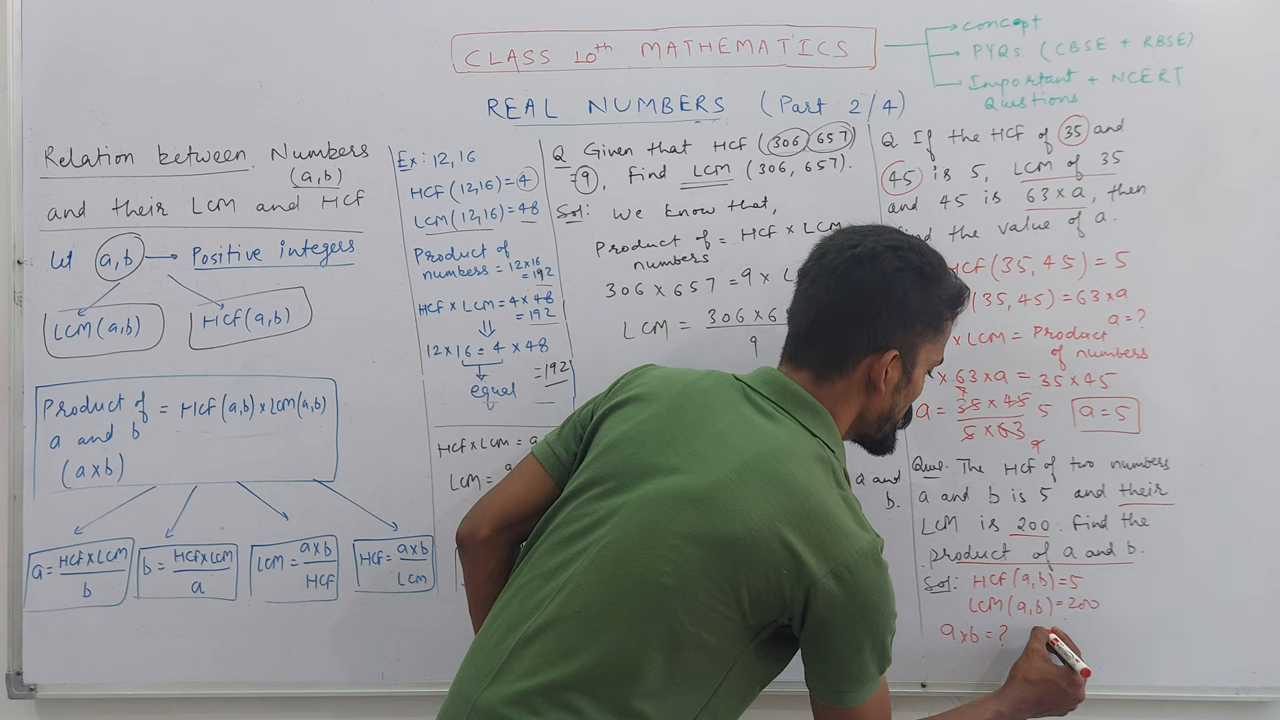 CLASS 10th MATHEMATICS
concept
PYQs (CBSE + RBSE)
Important + NCERT
Questions
REAL NUMBERS (Part 2/4)
Relation between Numbers
(a,b)
and their LCM and HCF
Let a,b → Positive integers
LCM(a,b)
HCF(a,b)
Product of = HCF(a,b) x LCM(a,b)
a and b
(a x b)
a = HCF x LCM / b
b = HCF x LCM / a
LCM = a x b / HCF
HCF = a x b / LCM
Ex: 12, 16
HCF(12,16) = 4
LCM(12,16) = 48
Product of
numbers = 12 x 16
= 192
HCF x LCM = 4 x 48
= 192
⇓
12 x 16 = 4 x 48
= 192
equal
HCF x LCM = a
LCM = a
Q Given that HCF (306, 657)
= 9, Find LCM (306, 657).
Sol: We know that,
Product of = HCF x LCM
numbers
306 x 657 = 9 x L
LCM = 306 x 6 / 9
a and
b.
Q If the HCF of 35 and
45 is 5, LCM of 35
and 45 is 63 x a, then
the value of a.
HCF(35, 45) = 5
(35, 45) = 63 x a
a = ?
x LCM = Product
of numbers
x 63 x a = 35 x 45
a = 35 x 45 / 5 x 63 5 a = 5
7
9
Ques. The HCF of two numbers
a and b is 5 and their
LCM is 200. Find the
product of a and b.
Sol: HCF(a,b) = 5
LCM(a,b) = 200
a x b = ?